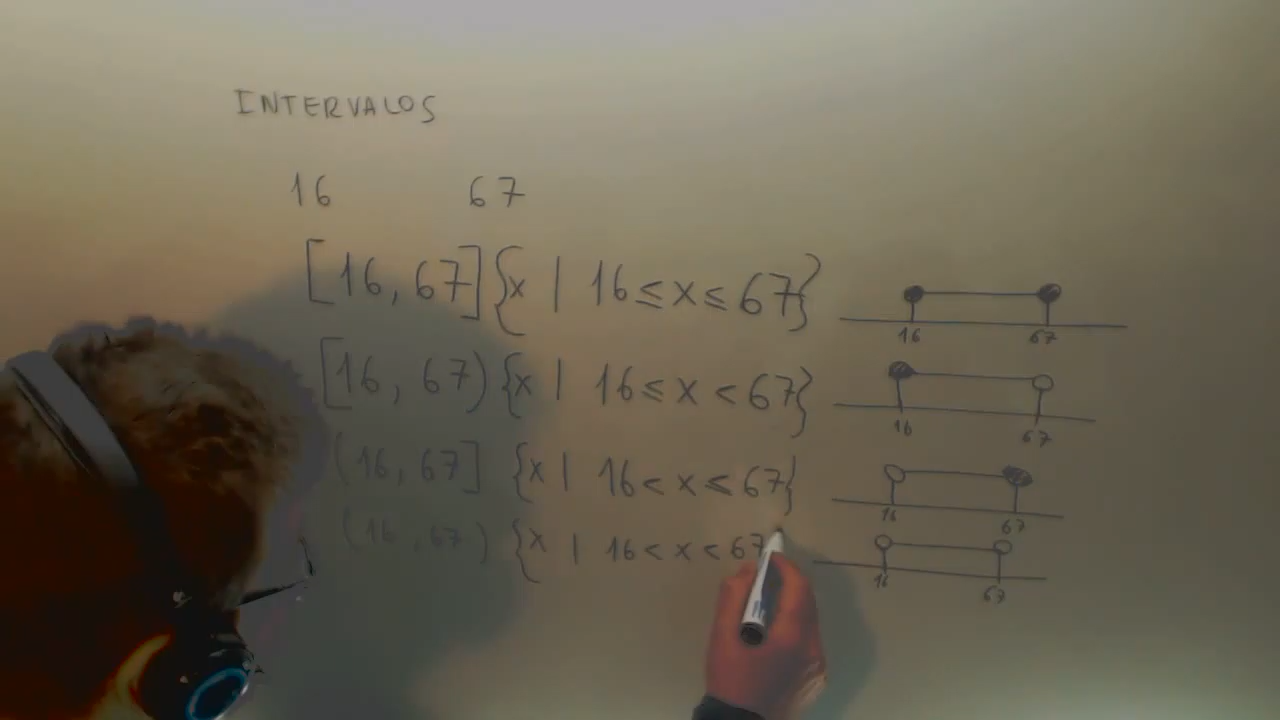 INTERVALOS
16 67
[16, 67] {x | 16 ≤ x ≤ 67} 16 67
[16, 67) {x | 16 ≤ x < 67} 16 67
(16, 67] {x | 16 < x ≤ 67} 16 67
(16, 67) {x | 16 < x < 67 16 67